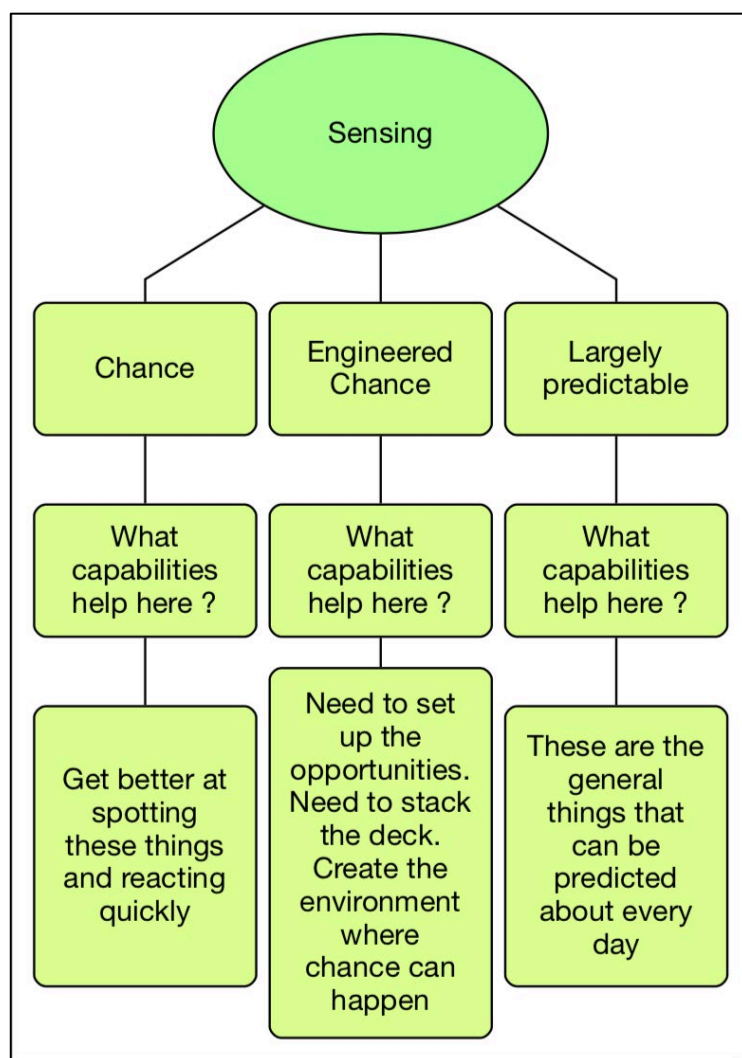 Sensing
Chance
Engineered
Chance
Largely
predictable
What
capabilities
help here ?
What
capabilities
help here ?
What
capabilities
help here ?
Get better at
spotting
these things
and reacting
quickly
Need to set
up the
opportunities.
Need to stack
the deck.
Create the
environment
where
chance can
happen
These are the
general
things that
can be
predicted
about every
day